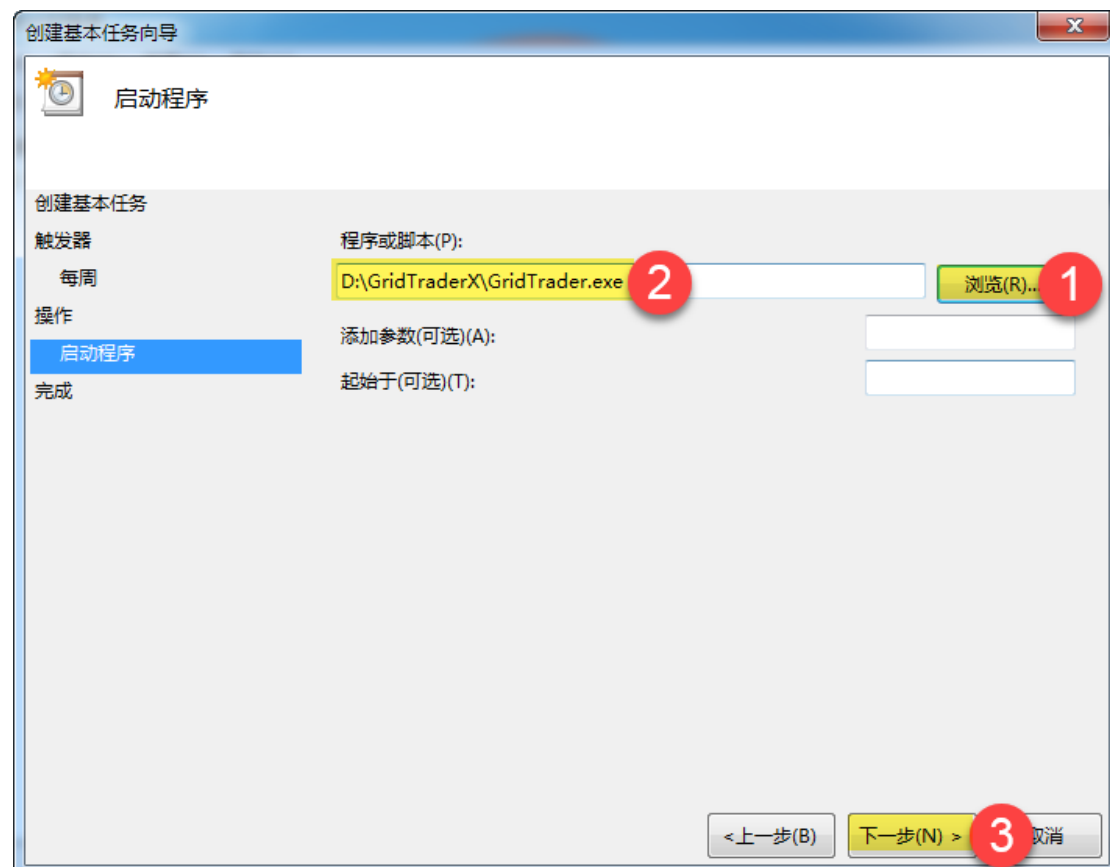 创建基本任务向导
启动程序
创建基本任务
触发器
每周
操作
启动程序
完成
程序或脚本(P):
D:\GridTraderX\GridTrader.exe 2
浏览(R)... 1
添加参数(可选)(A):
起始于(可选)(T):
<上一步(B)
下一步(N) > 3
取消